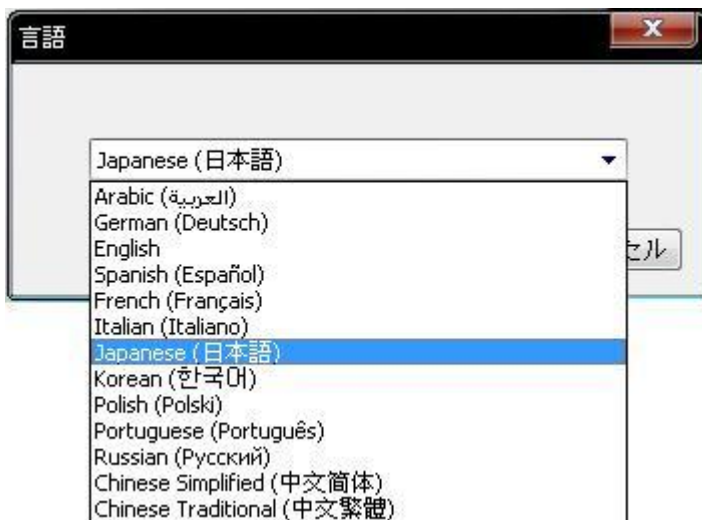 言語
Japanese (日本語)
Arabic (العربية)
German (Deutsch)
English
セル
Spanish (Español)
French (Français)
Italian (Italiano)
Japanese (日本語)
Korean (한국어)
Polish (Polski)
Portuguese (Português)
Russian (Русский)
Chinese Simplified (中文简体)
Chinese Traditional (中文繁體)